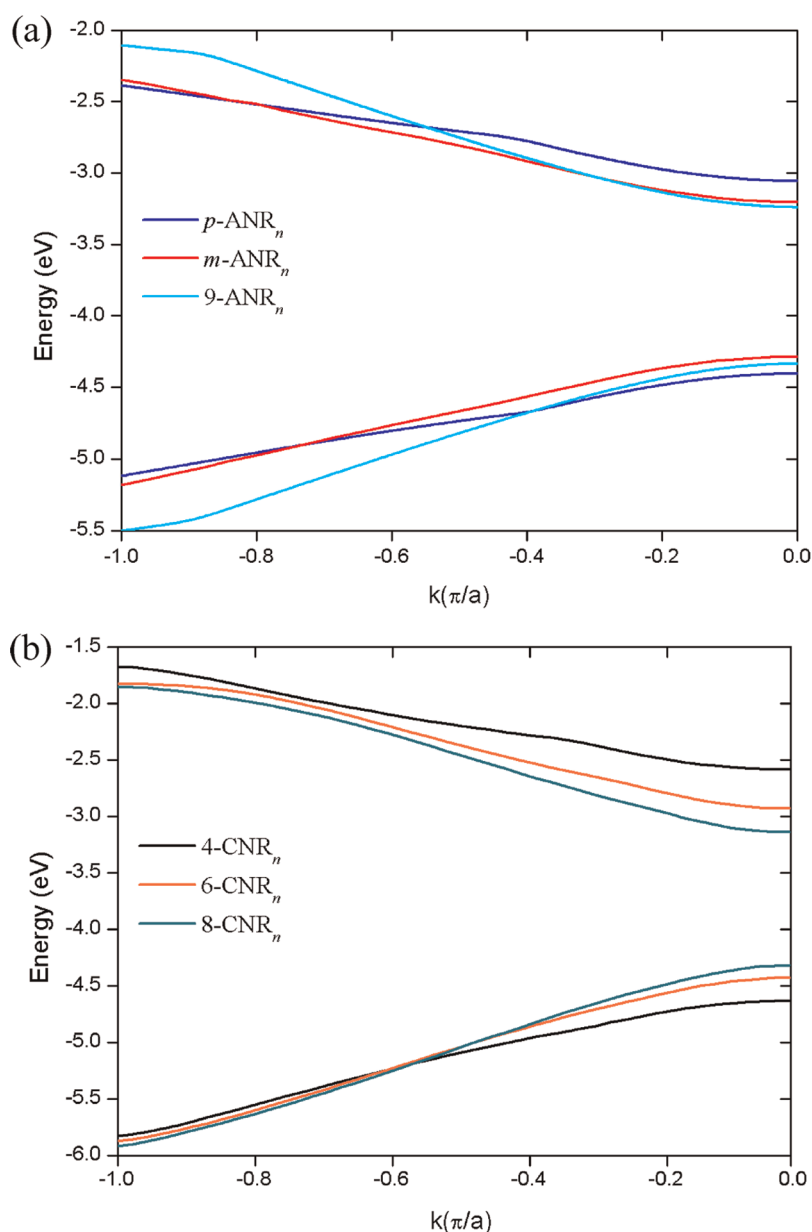 (a)
-2.0
-2.5
-3.0
-3.5
-4.0
-4.5
-5.0
-5.5
Energy (eV)
p-ANRn
m-ANRn
9-ANRn
-1.0 -0.8 -0.6 -0.4 -0.2 0.0
k(π/a)
(b)
-1.5
-2.0
-2.5
-3.0
-3.5
-4.0
-4.5
-5.0
-5.5
-6.0
Energy (eV)
4-CNRn
6-CNRn
8-CNRn
-1.0 -0.8 -0.6 -0.4 -0.2 0.0
k(π/a)